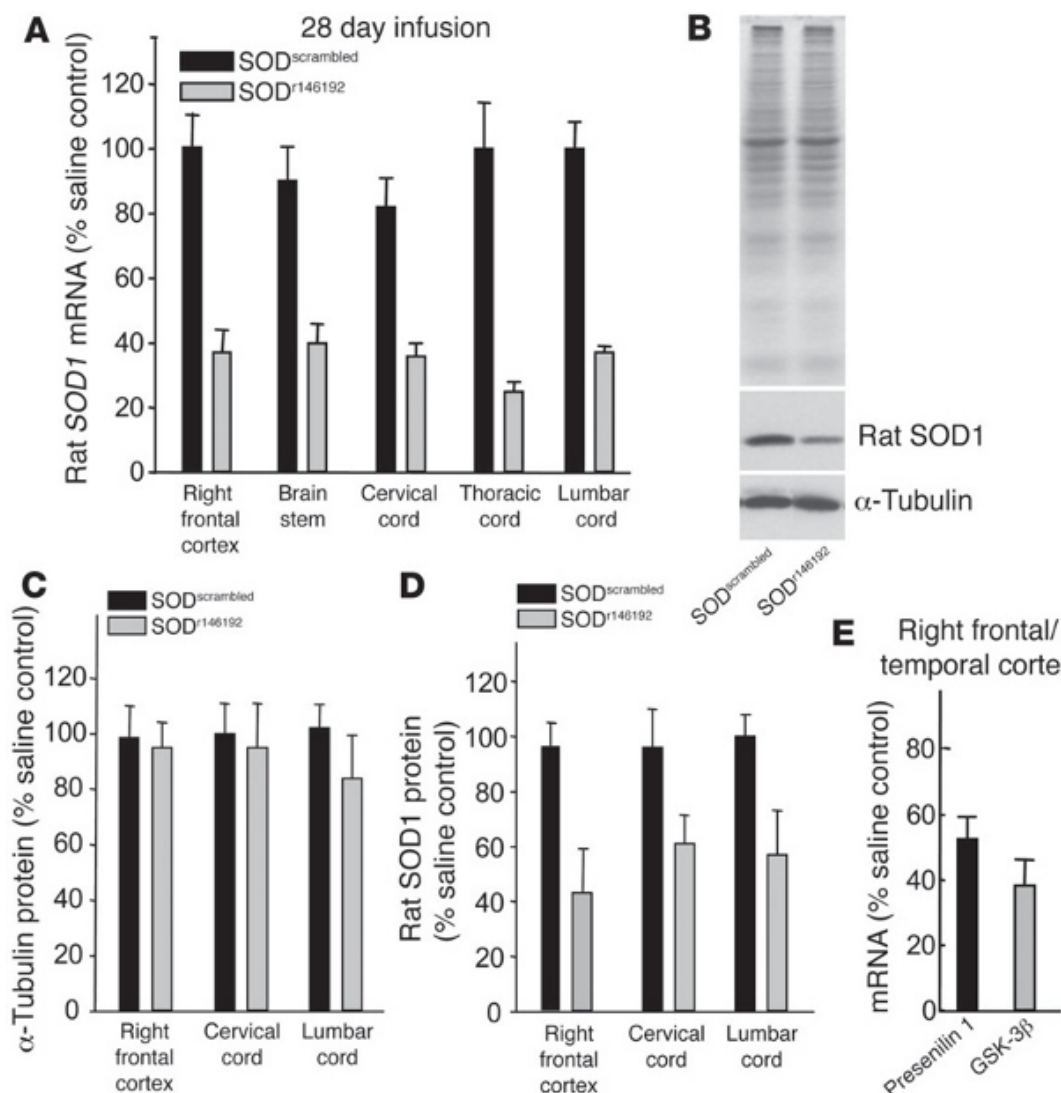 A
28 day infusion
SOD^scrambled
SOD^r146192
Rat SOD1 mRNA (% saline control)
120
100
80
60
40
20
0
Right frontal cortex
Brain stem
Cervical cord
Thoracic cord
Lumbar cord
B
Rat SOD1
α-Tubulin
SOD^scrambled
SOD^r146192
C
SOD^scrambled
SOD^r146192
α-Tubulin protein (% saline control)
120
100
80
60
40
20
0
Right frontal cortex
Cervical cord
Lumbar cord
D
SOD^scrambled
SOD^r146192
Rat SOD1 protein
(% saline control)
120
100
80
60
40
20
0
Right frontal cortex
Cervical cord
Lumbar cord
E
Right frontal/
temporal corte
mRNA (% saline control)
80
60
40
20
0
Presenilin 1
GSK-3β